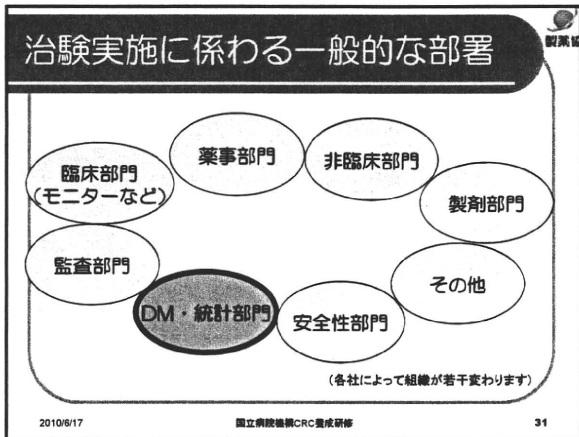 治験実施に係わる一般的な部署
製薬協
薬事部門
非臨床部門
臨床部門
(モニターなど)
製剤部門
監査部門
その他
DM・統計部門
安全性部門
(各社によって組織が若干変わります)
2010/6/17
国立病院機構CRC養成研修
31